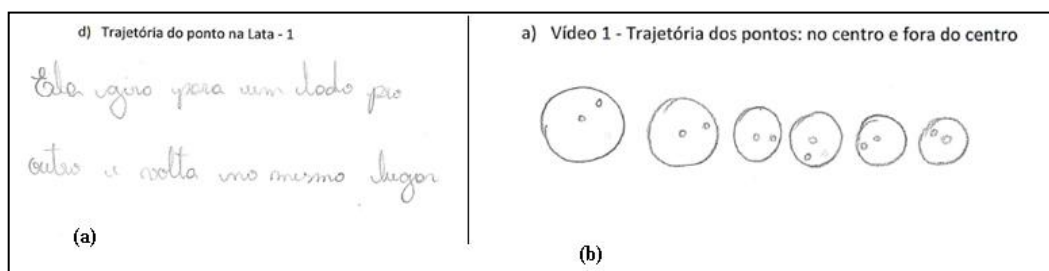 d) Trajetória do ponto na Lata - 1
Ela giro para um lado pro
outro e volta no mesmo lugar
(a)
a) Vídeo 1 - Trajetória dos pontos: no centro e fora do centro
(b)